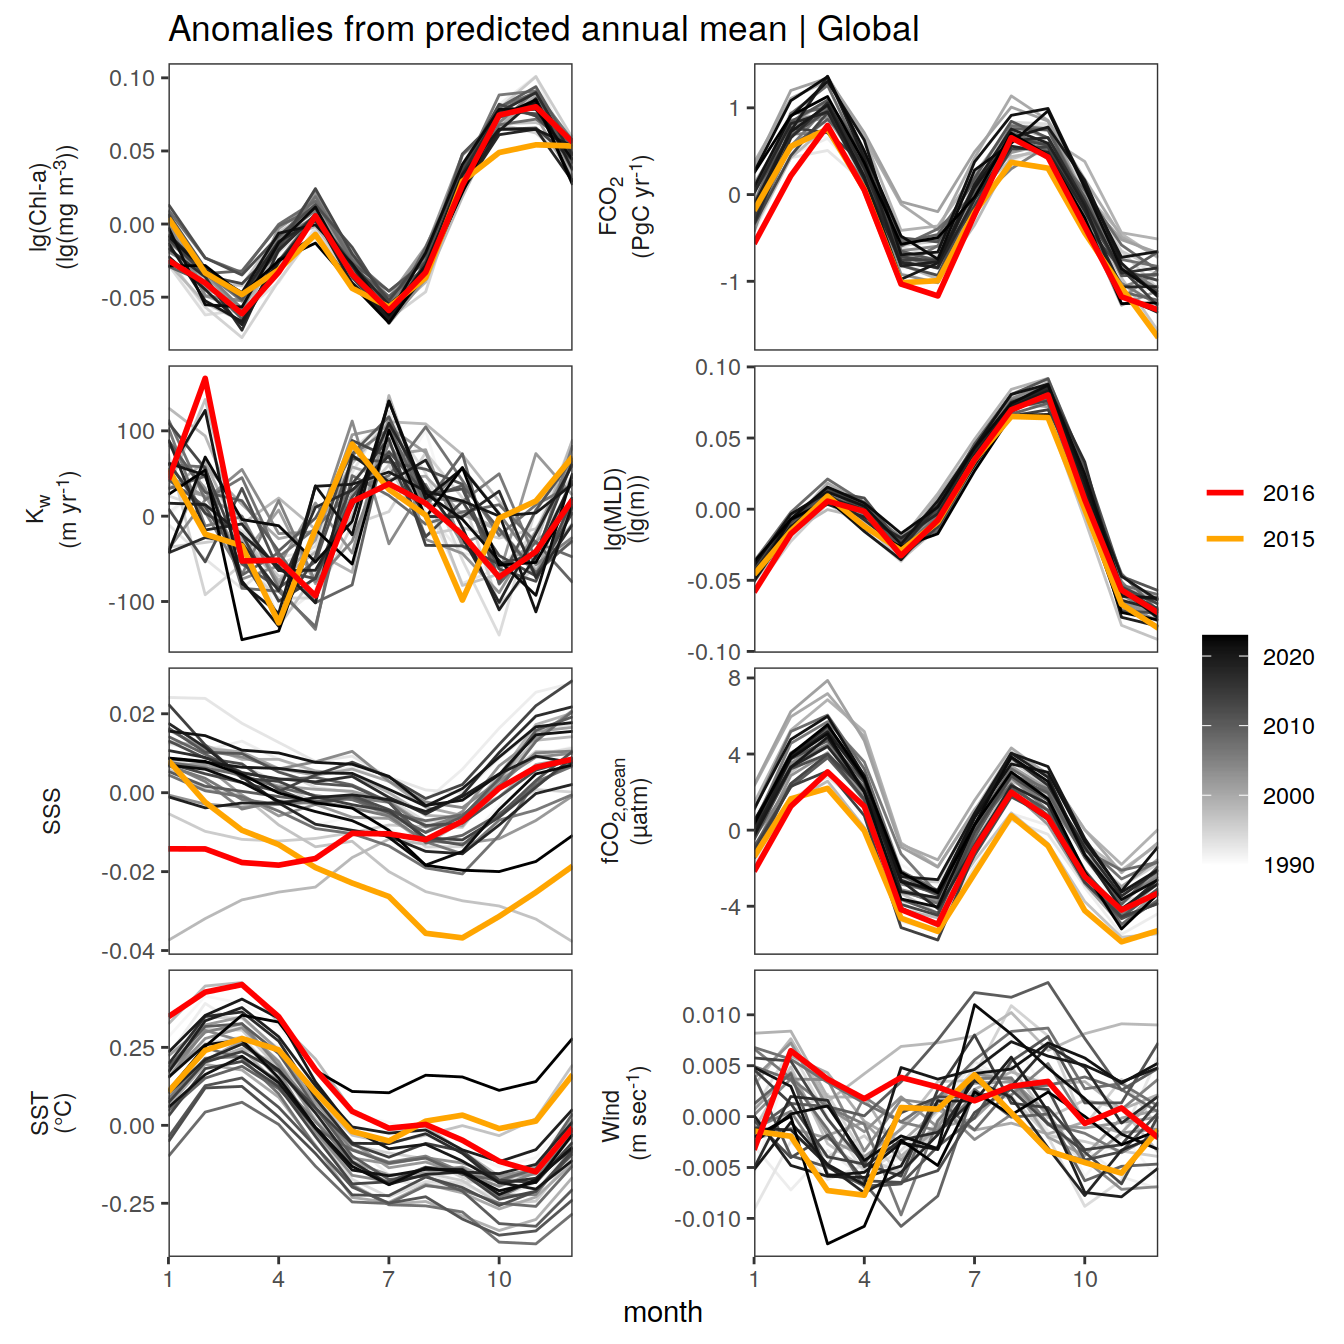 Anomalies from predicted annual mean | Global
lg(Chl-a)
(lg(mg m⁻³))
0.10
0.05
0.00
-0.05
FCO₂
(PgC yr⁻¹)
1
0
-1
K_w
(m yr⁻¹)
100
0
-100
lg(MLD)
(lg(m))
0.10
0.05
0.00
-0.05
-0.10
SSS
0.02
0.00
-0.02
-0.04
fCO₂,ocean
(µatm)
8
4
0
-4
SST
(°C)
0.25
0.00
-0.25
1 4 7 10
Wind
(m sec⁻¹)
0.010
0.005
0.000
-0.005
-0.010
1 4 7 10
month
2016
2015
2020
2010
2000
1990